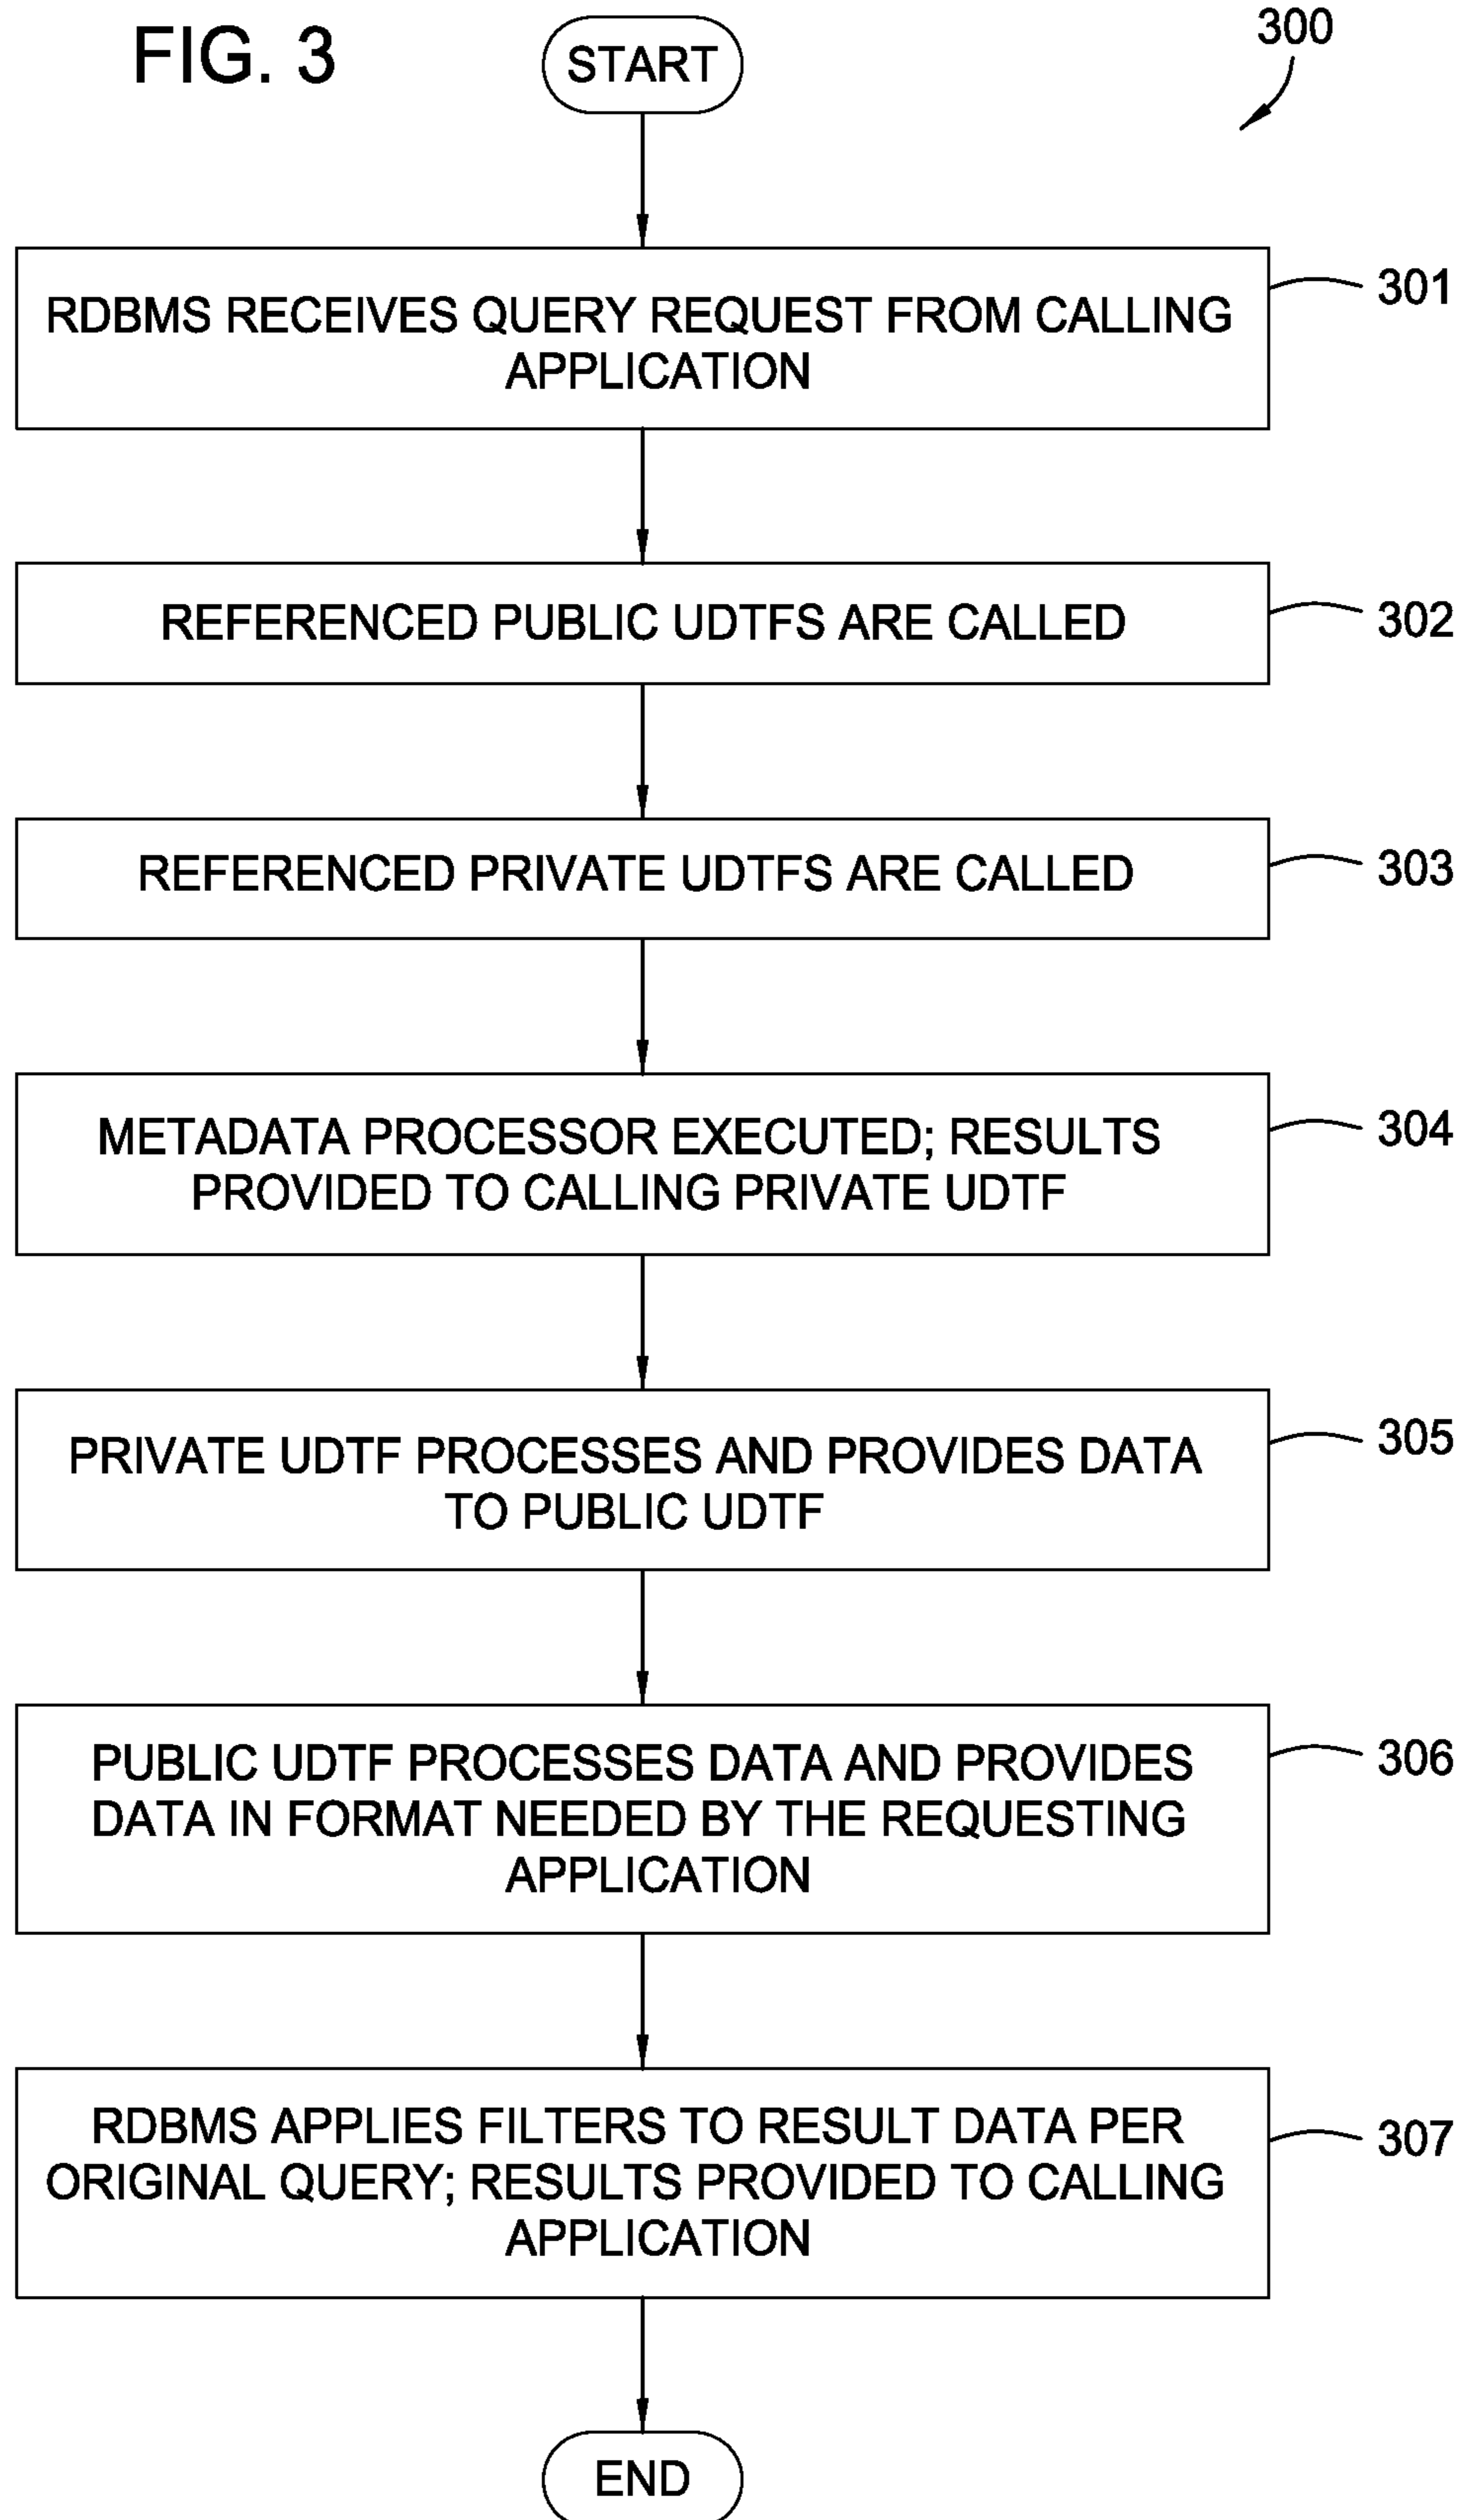 FIG. 3
START
300
RDBMS RECEIVES QUERY REQUEST FROM CALLING
APPLICATION
301
REFERENCED PUBLIC UDTFS ARE CALLED
302
REFERENCED PRIVATE UDTFS ARE CALLED
303
METADATA PROCESSOR EXECUTED; RESULTS
PROVIDED TO CALLING PRIVATE UDTF
304
PRIVATE UDTF PROCESSES AND PROVIDES DATA
TO PUBLIC UDTF
305
PUBLIC UDTF PROCESSES DATA AND PROVIDES
DATA IN FORMAT NEEDED BY THE REQUESTING
APPLICATION
306
RDBMS APPLIES FILTERS TO RESULT DATA PER
ORIGINAL QUERY; RESULTS PROVIDED TO CALLING
APPLICATION
307
END